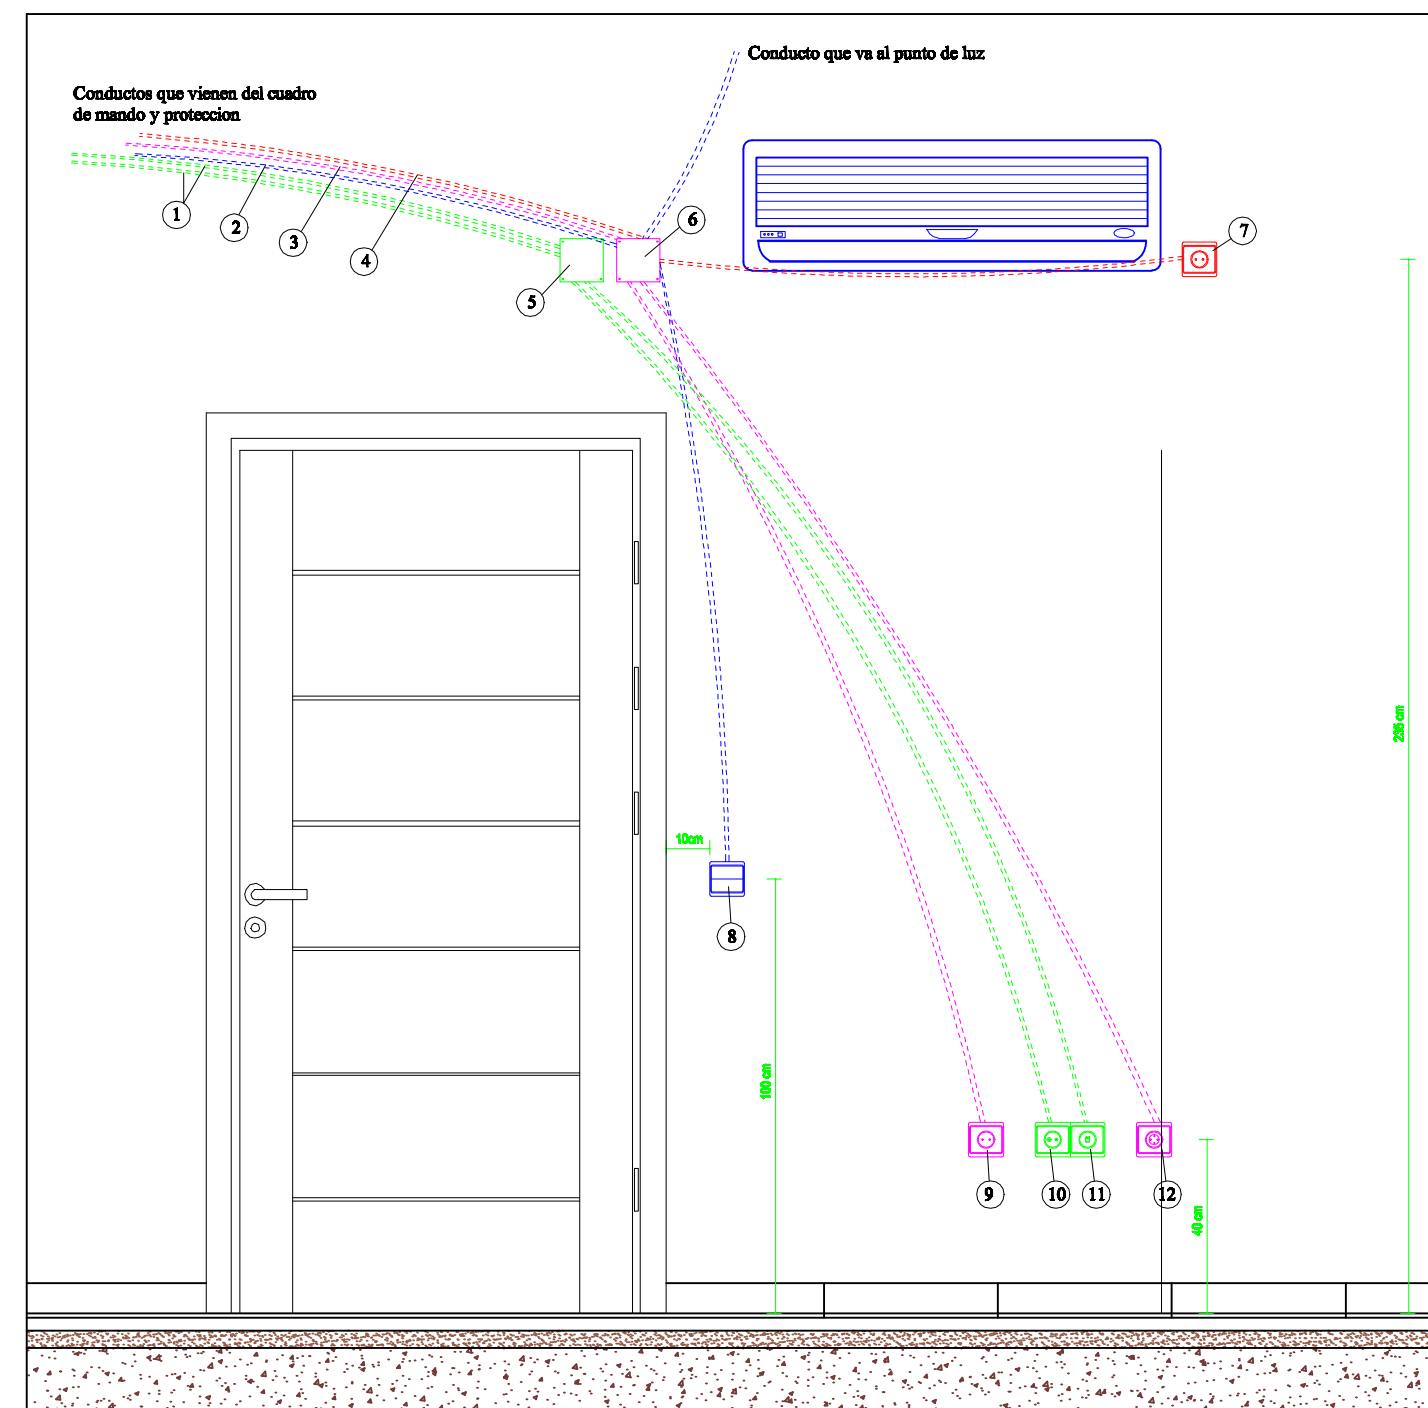 Conducto que va al punto de luz
Conductos que vienen del cuadro
de mando y proteccion
1
2
3
4
5
6
7
235 cm
10cm
8
100 cm
9
10
11
12
40 cm